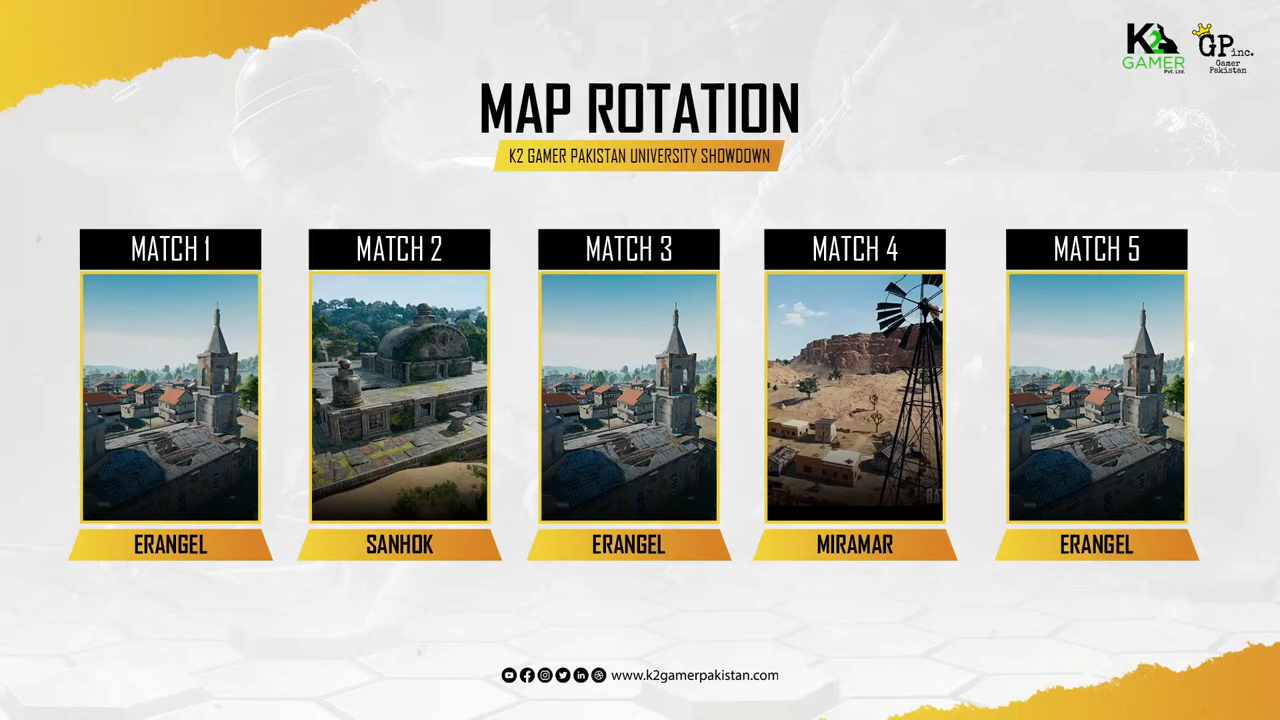 K2
GAMER
Pvt. Ltd.
GP inc.
Gamer
Pakistan
MAP ROTATION
K2 GAMER PAKISTAN UNIVERSITY SHOWDOWN
MATCH 1
MATCH 2
MATCH 3
MATCH 4
MATCH 5
ERANGEL
SANHOK
ERANGEL
MIRAMAR
ERANGEL
www.k2gamerpakistan.com